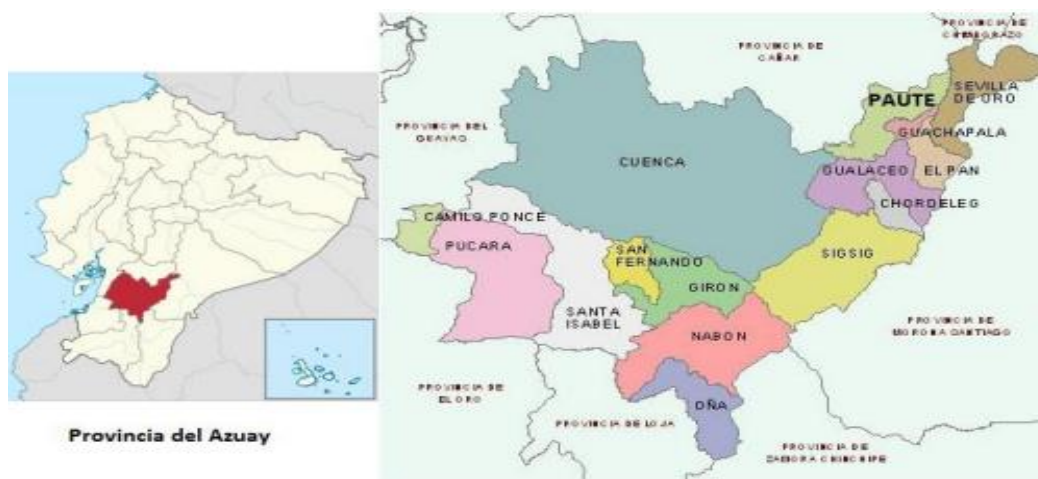 Provincia del Azuay
PROVINCIA DE
CHIMBORAZO
PROVINCIA DE
CAÑAR
SEVILLA
DE ORO
PAUTE
PROVINCIA DEL
GUAYAS
GUACHAPALA
CUENCA
GUALACEO
EL PAN
CHORDELEG
CAMILO PONCE
PUCARA
SAN
FERNANDO
SIGSIG
GIRON
SANTA
ISABEL
PROVINCIA DE
MORONA SANTIAGO
NABON
PROVINCIA DE
EL ORO
OÑA
PROVINCIA DE LOJA
PROVINCIA DE
ZAMORA CHINCHIPE